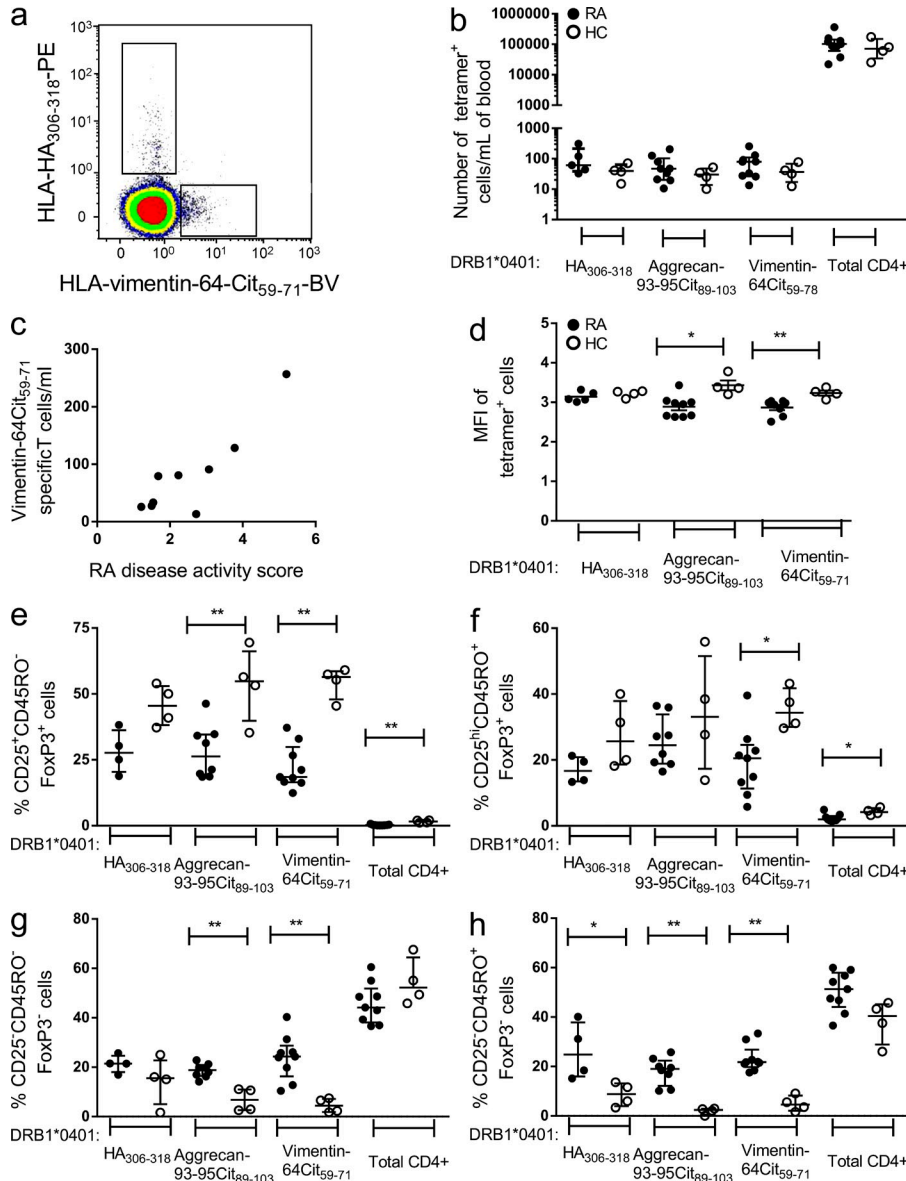 a
HLA-HA306-318-PE
10³
10²
10¹
10⁰
0
0 10⁰ 10¹ 10² 10³
HLA-vimentin-64-Cit59-71-BV
b
RA
HC
Number of tetramer⁺
cells/mL of blood
1000000
100000
10000
1000
1000
100
10
1
DRB1*0401:
HA306-318
Aggrecan-
93-95Cit89-103
Vimentin-
64Cit59-78
Total CD4+
c
Vimentin-64Cit59-71
specific T cells/ml
300
200
100
0
0 2 4 6
RA disease activity score
d
RA
HC
MFI of
tetramer⁺ cells
5
4
3
2
1
0
* **
DRB1*0401:
HA306-318
Aggrecan-
93-95Cit89-103
Vimentin-
64Cit59-71
e
% CD25⁺CD45RO⁻
FoxP3⁺ cells
75
50
25
0
** ** **
DRB1*0401:
HA306-318
Aggrecan-
93-95Cit89-103
Vimentin-
64Cit59-71
Total CD4+
f
% CD25ʰⁱCD45RO⁺
FoxP3⁺ cells
60
40
20
0
* *
DRB1*0401:
HA306-318
Aggrecan-
93-95Cit89-103
Vimentin-
64Cit59-71
Total CD4+
g
% CD25⁻CD45RO⁻
FoxP3⁻ cells
80
60
40
20
0
** **
DRB1*0401:
HA306-318
Aggrecan-
93-95Cit89-103
Vimentin-
64Cit59-71
Total CD4+
h
% CD25⁻CD45RO⁺
FoxP3⁻ cells
80
60
40
20
0
* ** **
DRB1*0401:
HA306-318
Aggrecan-
93-95Cit89-103
Vimentin-
64Cit59-71
Total CD4+